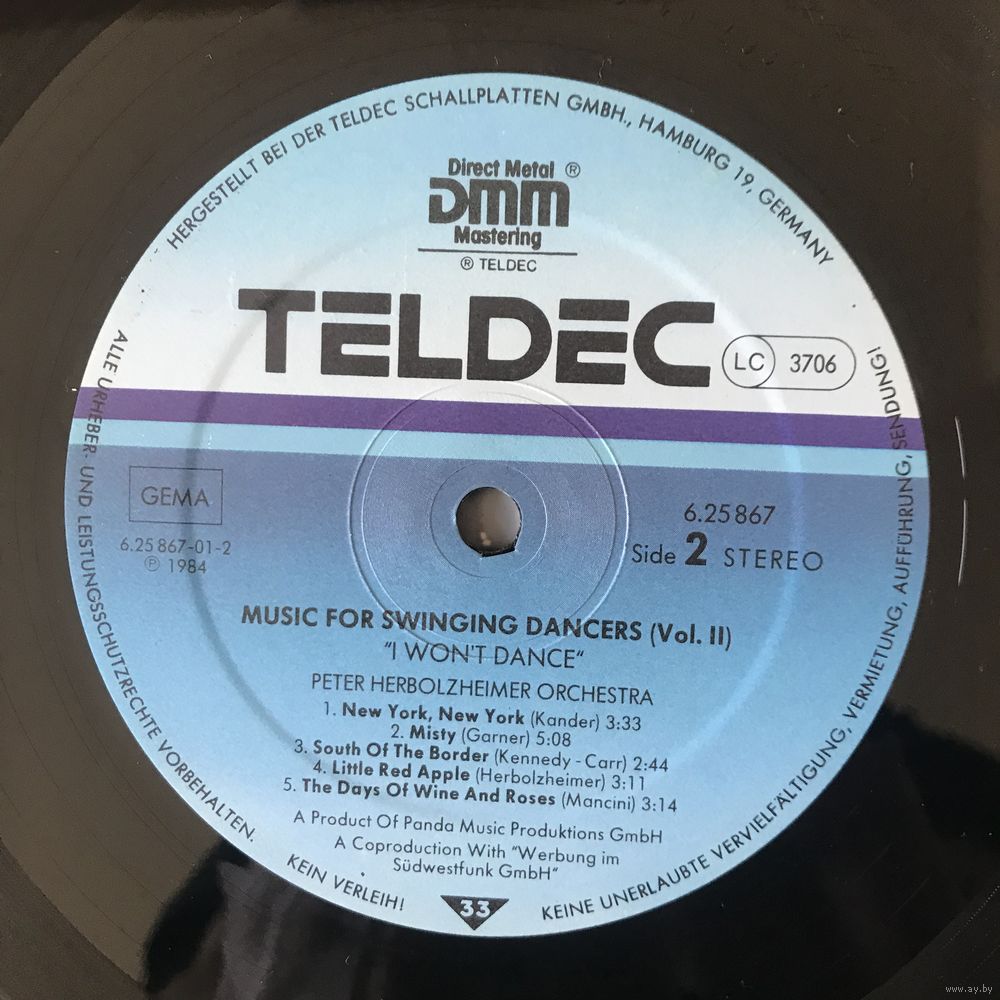 HERGESTELLT BEI DER TELDEC SCHALLPLATTEN GMBH., HAMBURG 19, GERMANY
Direct Metal ®
DMM
Mastering
® TELDEC
TELDEC
LC 3706
GEMA
6.25867-01-2
℗ 1984
6.25867
Side 2 STEREO
MUSIC FOR SWINGING DANCERS (Vol. II)
"I WON'T DANCE"
PETER HERBOLZHEIMER ORCHESTRA
1. New York, New York (Kander) 3:33
2. Misty (Garner) 5:08
3. South Of The Border (Kennedy - Carr) 2:44
4. Little Red Apple (Herbolzheimer) 3:11
5. The Days Of Wine And Roses (Mancini) 3:14
A Product Of Panda Music Produktions GmbH
A Coproduction With "Werbung im
Südwestfunk GmbH"
33
ALLE URHEBER- UND LEISTUNGSSCHUTZRECHTE VORBEHALTEN.
KEIN VERLEIH!
KEINE UNERLAUBTE VERVIELFÄLTIGUNG, VERMIETUNG, AUFFÜHRUNG, SENDUNG!
www.ay.by